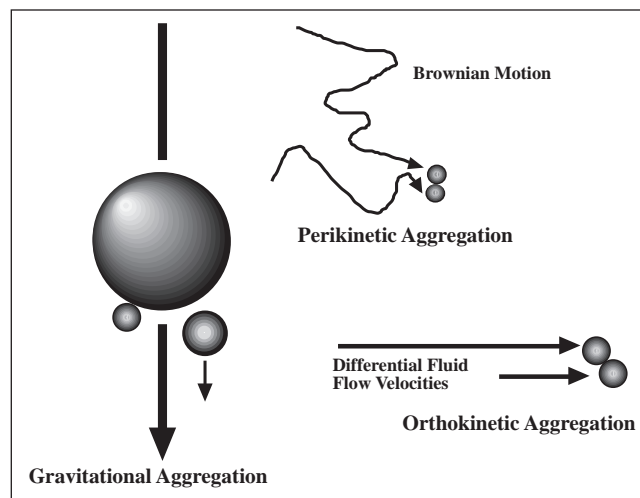 Brownian Motion
Perikinetic Aggregation
Differential Fluid
Flow Velocities
Orthokinetic Aggregation
Gravitational Aggregation